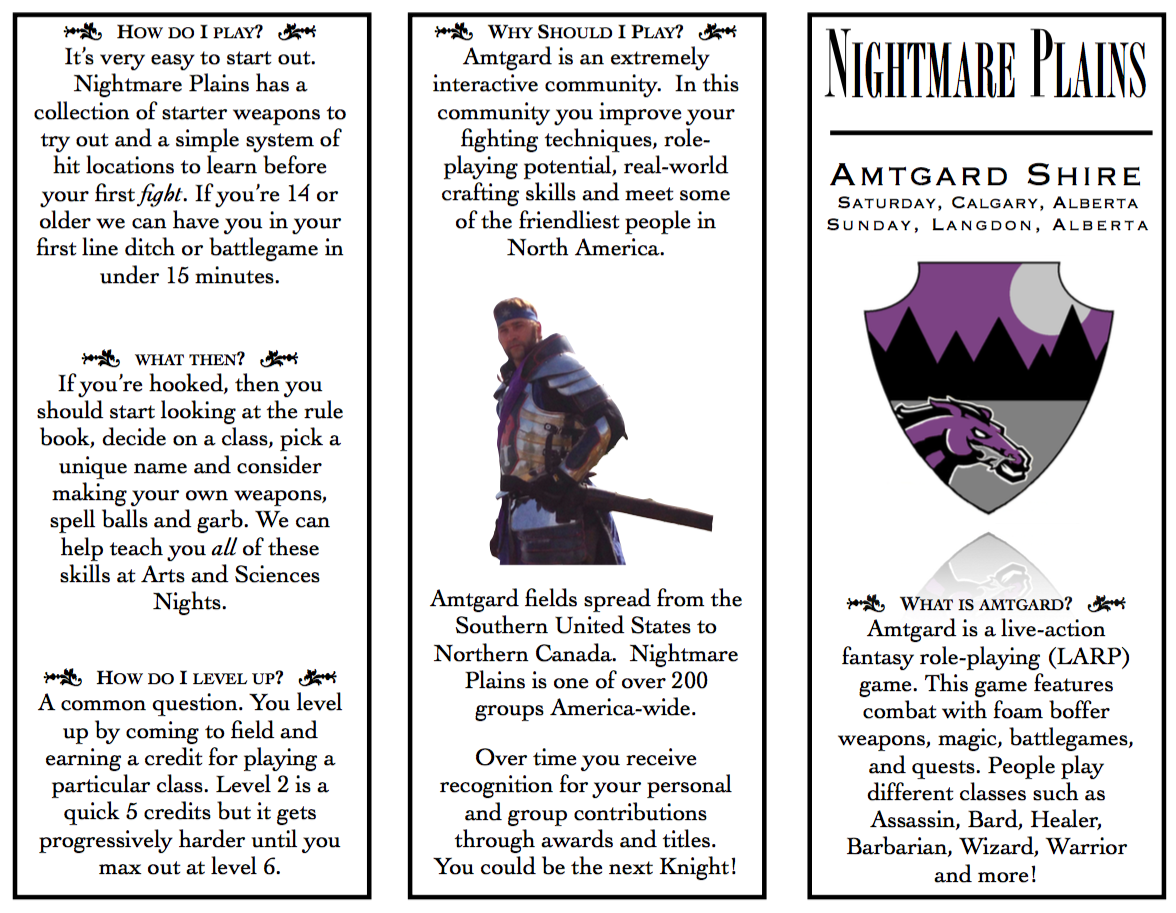 How do I play?
It's very easy to start out.
Nightmare Plains has a
collection of starter weapons to
try out and a simple system of
hit locations to learn before
your first fight. If you're 14 or
older we can have you in your
first line ditch or battlegame in
under 15 minutes.
what then?
If you're hooked, then you
should start looking at the rule
book, decide on a class, pick a
unique name and consider
making your own weapons,
spell balls and garb. We can
help teach you all of these
skills at Arts and Sciences
Nights.
How do I level up?
A common question. You level
up by coming to field and
earning a credit for playing a
particular class. Level 2 is a
quick 5 credits but it gets
progressively harder until you
max out at level 6.
Why Should I Play?
Amtgard is an extremely
interactive community.  In this
community you improve your
fighting techniques, role-
playing potential, real-world
crafting skills and meet some
of the friendliest people in
North America.
Amtgard fields spread from the
Southern United States to
Northern Canada.  Nightmare
Plains is one of over 200
groups America-wide.
Over time you receive
recognition for your personal
and group contributions
through awards and titles.
You could be the next Knight!
Nightmare Plains
Amtgard Shire
Saturday, Calgary, Alberta
Sunday, Langdon, Alberta
What is amtgard?
Amtgard is a live-action
fantasy role-playing (LARP)
game. This game features
combat with foam boffer
weapons, magic, battlegames,
and quests. People play
different classes such as
Assassin, Bard, Healer,
Barbarian, Wizard, Warrior
and more!